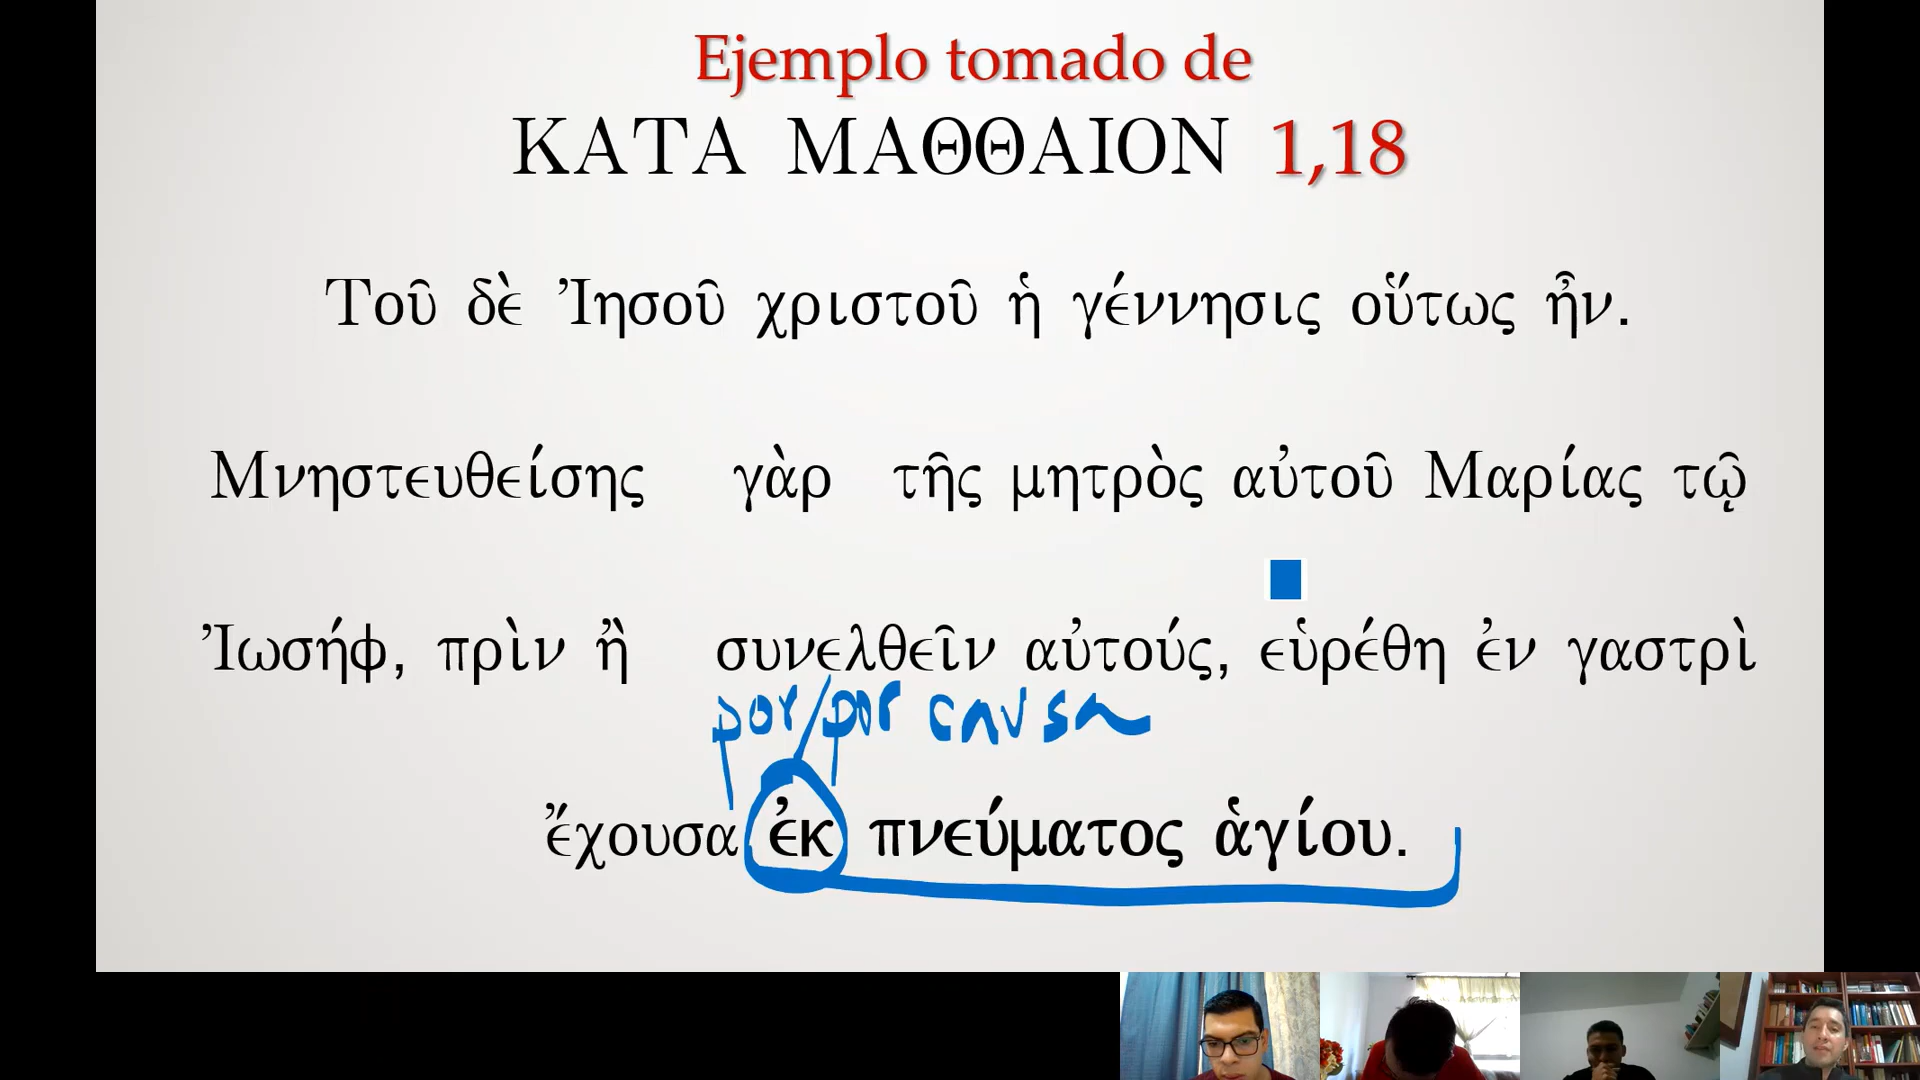 Ejemplo tomado de
ΚΑΤΑ ΜΑΘΘΑΙΟΝ 1,18
Τοῦ δὲ Ἰησοῦ χριστοῦ ἡ γέννησις οὕτως ἦν.
Μνηστευθείσης γὰρ τῆς μητρὸς αὐτοῦ Μαρίας τῷ
Ἰωσήφ, πρὶν ἢ συνελθεῖν αὐτούς, εὑρέθη ἐν γαστρὶ
por/por causa
ἔχουσα ἐκ πνεύματος ἁγίου.